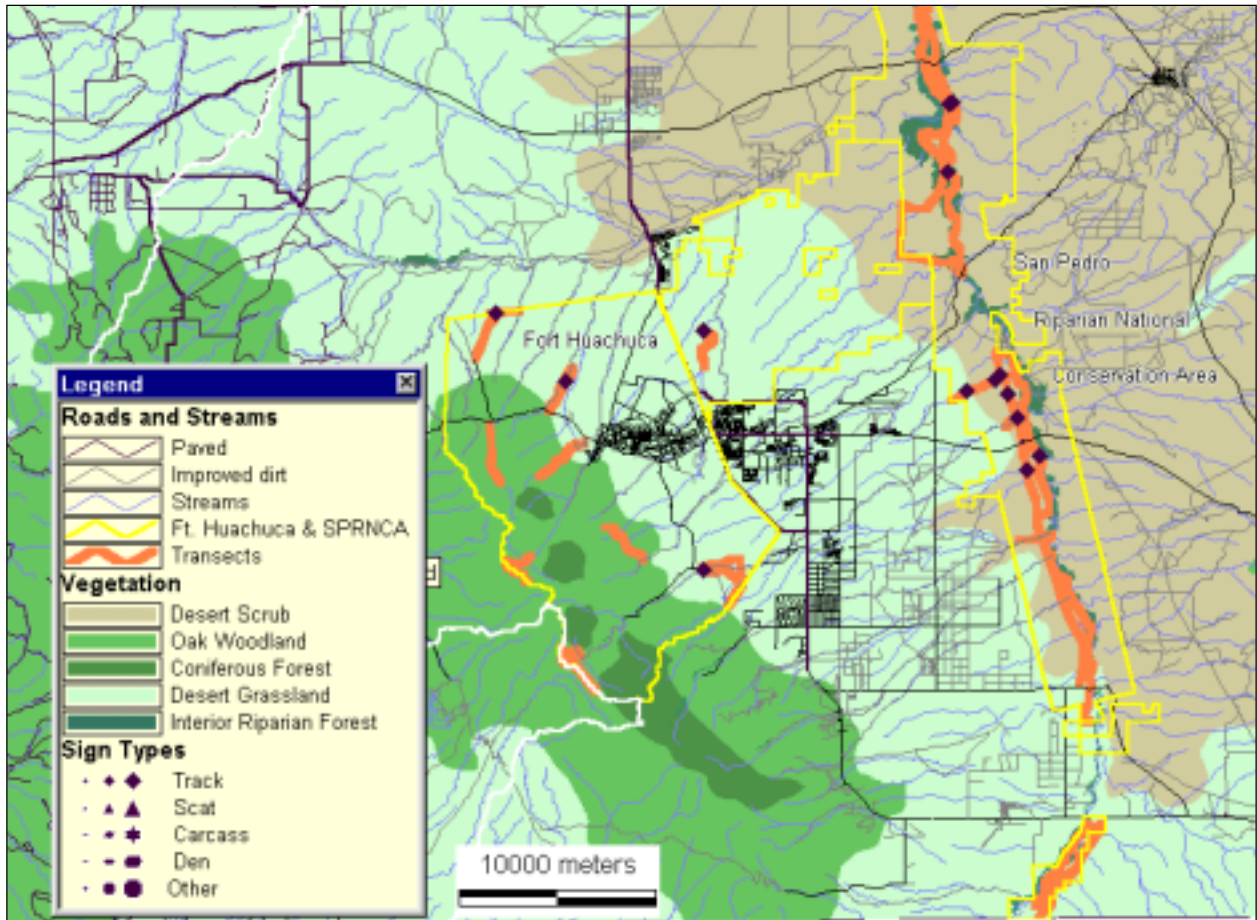 San Pedro
Riparian National
Conservation Area
Fort Huachuca
Legend
Roads and Streams
Paved
Improved dirt
Streams
Ft. Huachuca & SPRNCA
Transects
Vegetation
Desert Scrub
Oak Woodland
Coniferous Forest
Desert Grassland
Interior Riparian Forest
Sign Types
Track
Scat
Carcass
Den
Other
10000 meters